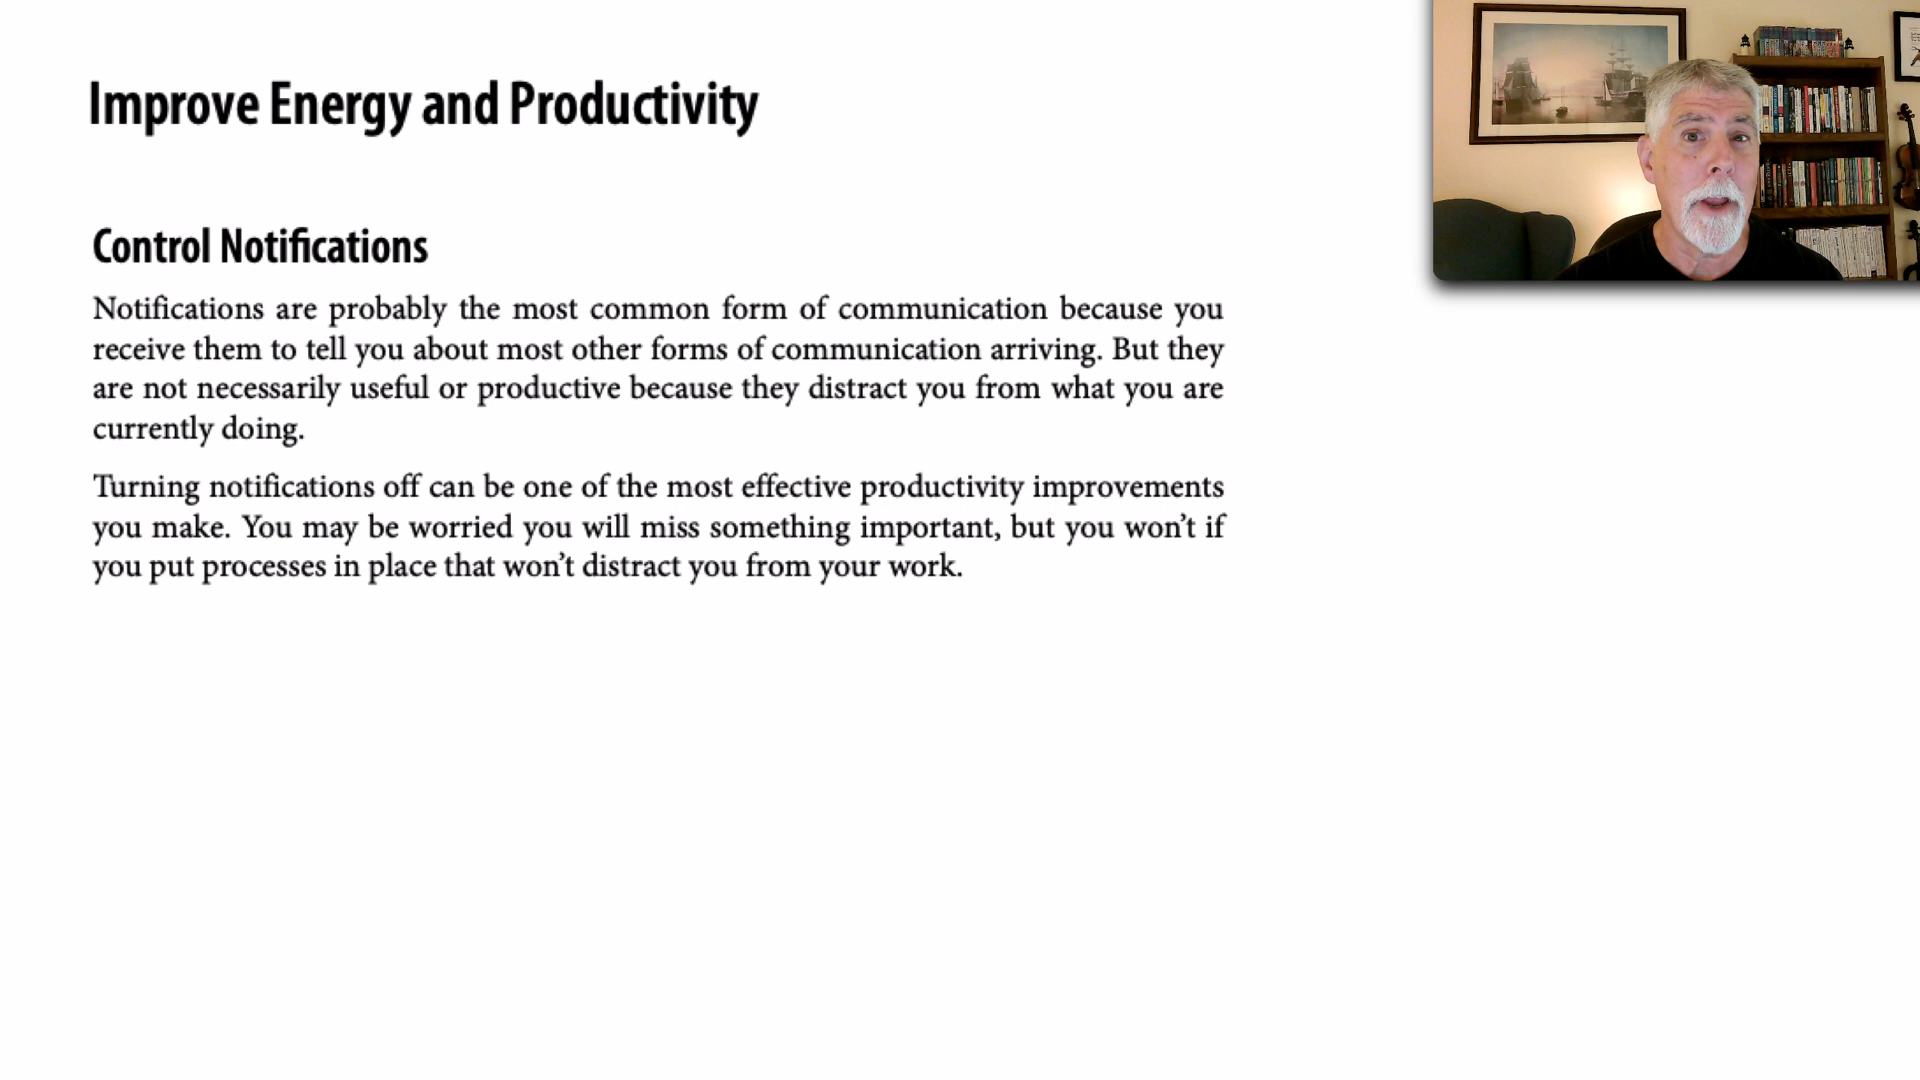 Improve Energy and Productivity
Control Notifications
Notifications are probably the most common form of communication because you
receive them to tell you about most other forms of communication arriving. But they
are not necessarily useful or productive because they distract you from what you are
currently doing.
Turning notifications off can be one of the most effective productivity improvements
you make. You may be worried you will miss something important, but you won’t if
you put processes in place that won’t distract you from your work.